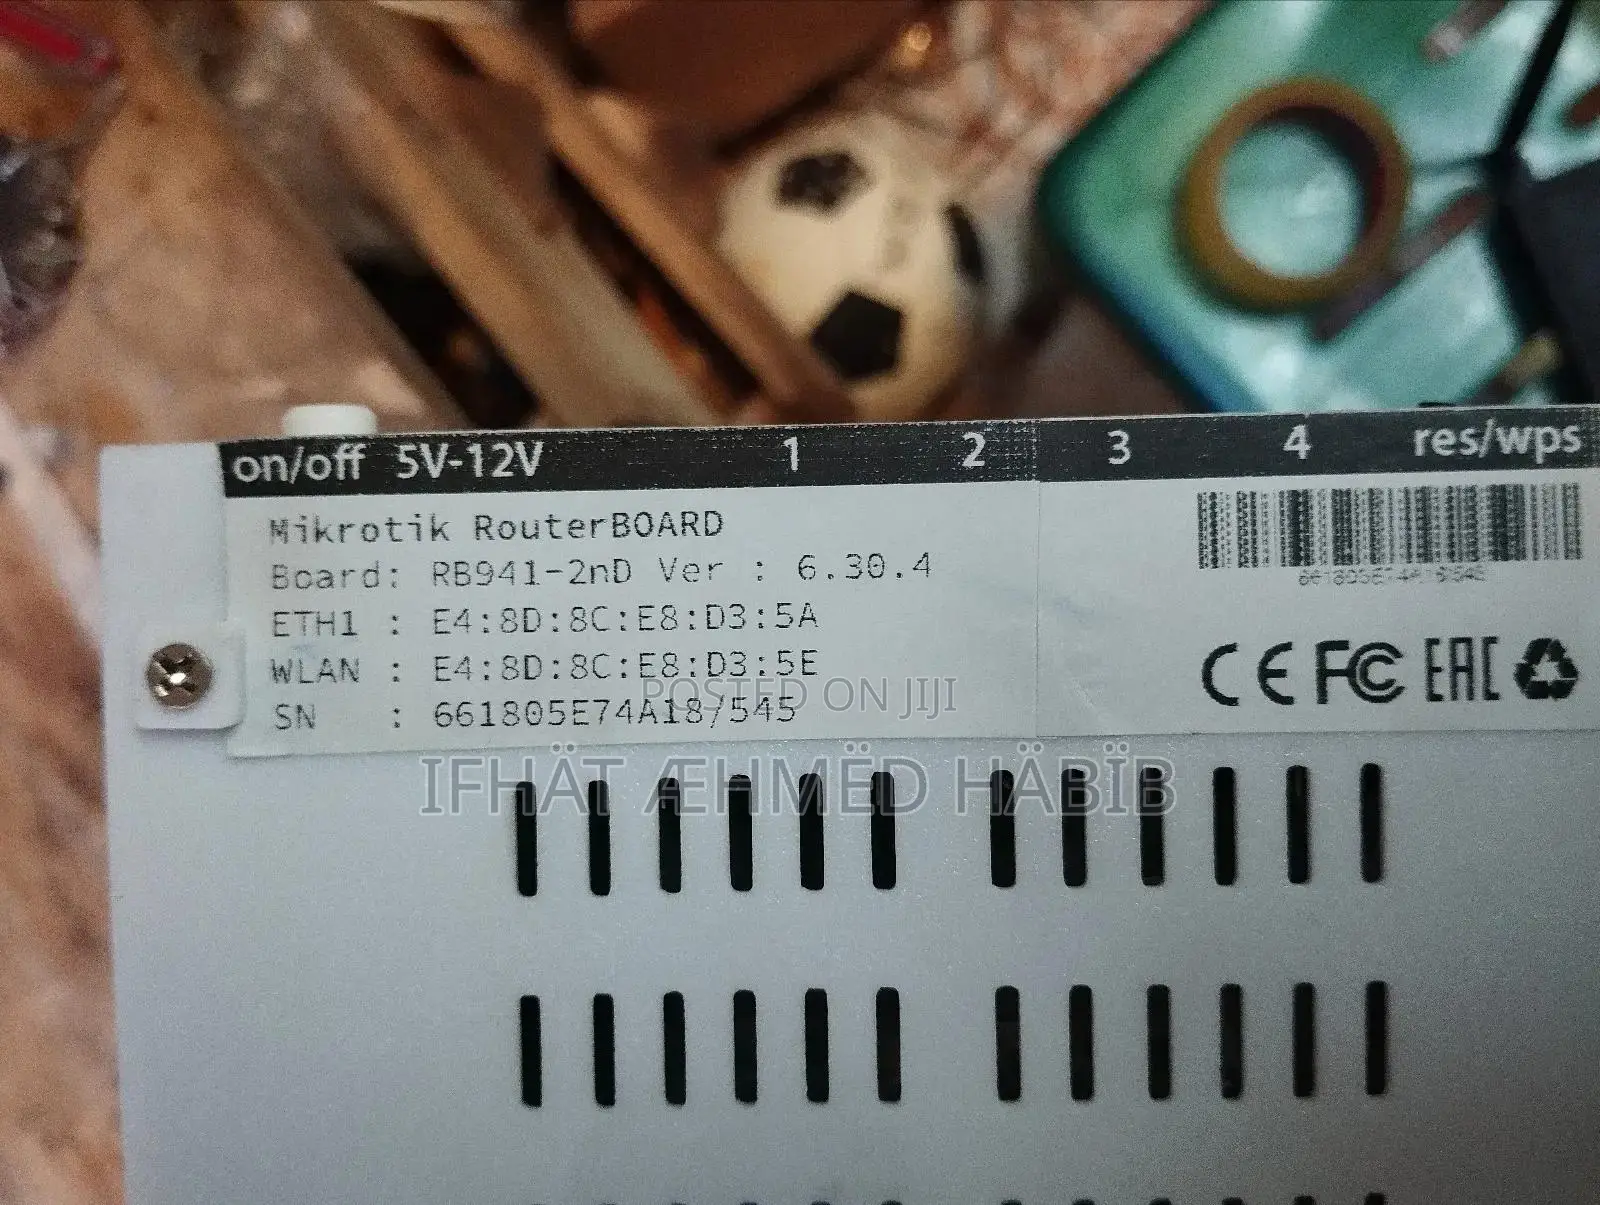 on/off 5V-12V 1 2 3 4 res/wps
Mikrotik RouterBOARD
Board: RB941-2nD Ver : 6.30.4
ETH1 : E4:8D:8C:E8:D3:5A
WLAN : E4:8D:8C:E8:D3:5E
SN : 661805E74A18/545
CE FC EAC
POSTED ON JIJI
IFHÄT ÆHMËD HÄBÏB